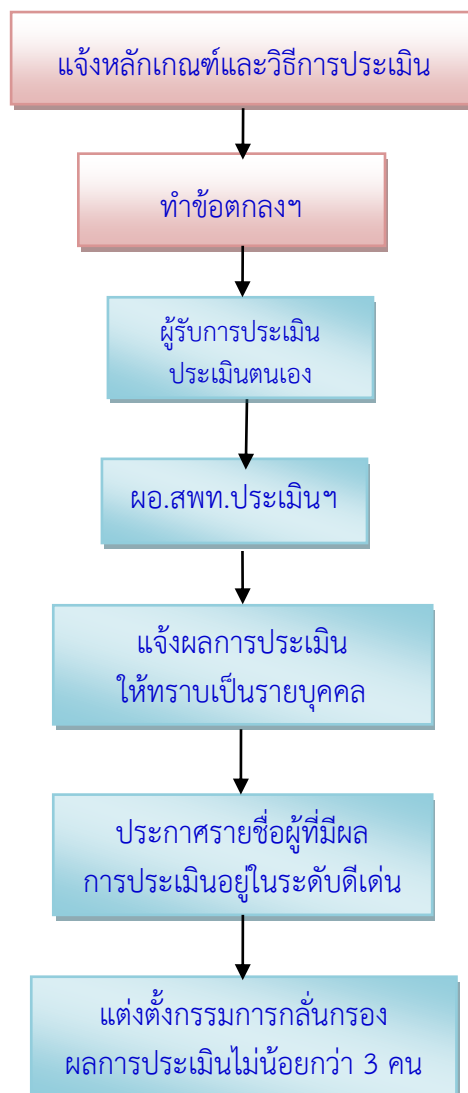 แจ้งหลักเกณฑ์และวิธีการประเมิน
ทำข้อตกลงฯ
ผู้รับการประเมิน
ประเมินตนเอง
ผอ.สพท.ประเมินฯ
แจ้งผลการประเมิน
ให้ทราบเป็นรายบุคคล
ประกาศรายชื่อผู้ที่มีผล
การประเมินอยู่ในระดับดีเด่น
แต่งตั้งกรรมการกลั่นกรอง
ผลการประเมินไม่น้อยกว่า 3 คน